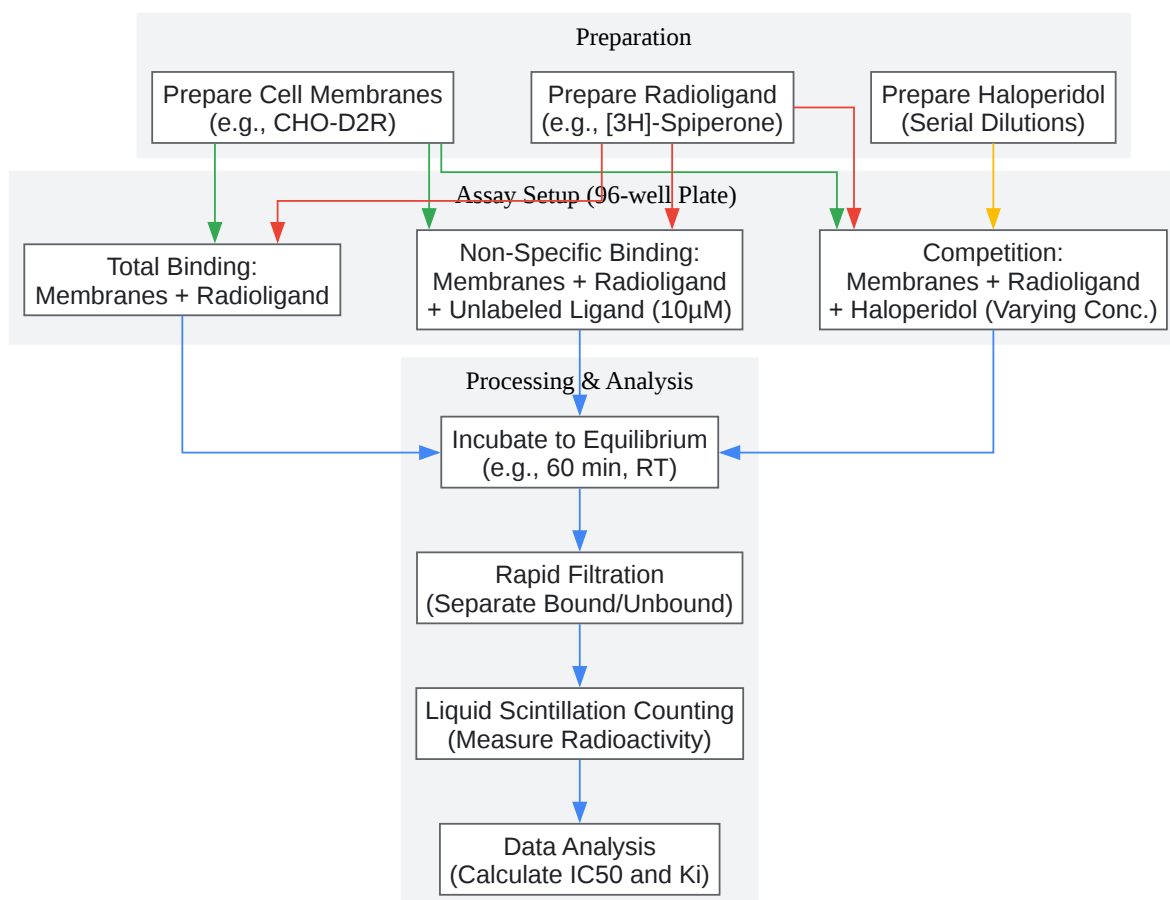 Preparation
Prepare Cell Membranes
(e.g., CHO-D2R)
Prepare Radioligand
(e.g., [3H]-Spiperone)
Prepare Haloperidol
(Serial Dilutions)
Assay Setup (96-well Plate)
Total Binding:
Membranes + Radioligand
Non-Specific Binding:
Membranes + Radioligand
+ Unlabeled Ligand (10µM)
Competition:
Membranes + Radioligand
+ Haloperidol (Varying Conc.)
Processing & Analysis
Incubate to Equilibrium
(e.g., 60 min, RT)
Rapid Filtration
(Separate Bound/Unbound)
Liquid Scintillation Counting
(Measure Radioactivity)
Data Analysis
(Calculate IC50 and Ki)